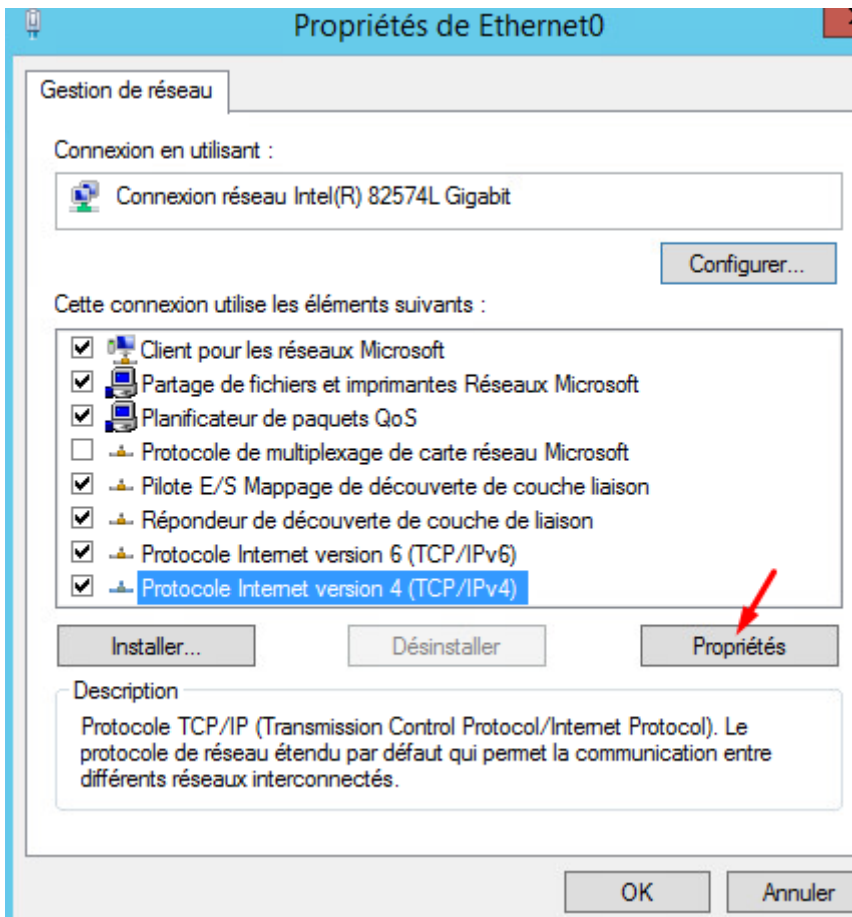 Propriétés de Ethernet0
Gestion de réseau
Connexion en utilisant :
Connexion réseau Intel(R) 82574L Gigabit
Configurer...
Cette connexion utilise les éléments suivants :
Client pour les réseaux Microsoft
Partage de fichiers et imprimantes Réseaux Microsoft
Planificateur de paquets QoS
Protocole de multiplexage de carte réseau Microsoft
Pilote E/S Mappage de découverte de couche liaison
Répondeur de découverte de couche de liaison
Protocole Internet version 6 (TCP/IPv6)
Protocole Internet version 4 (TCP/IPv4)
Installer...
Désinstaller
Propriétés
Description
Protocole TCP/IP (Transmission Control Protocol/Internet Protocol). Le
protocole de réseau étendu par défaut qui permet la communication entre
différents réseaux interconnectés.
OK
Annuler